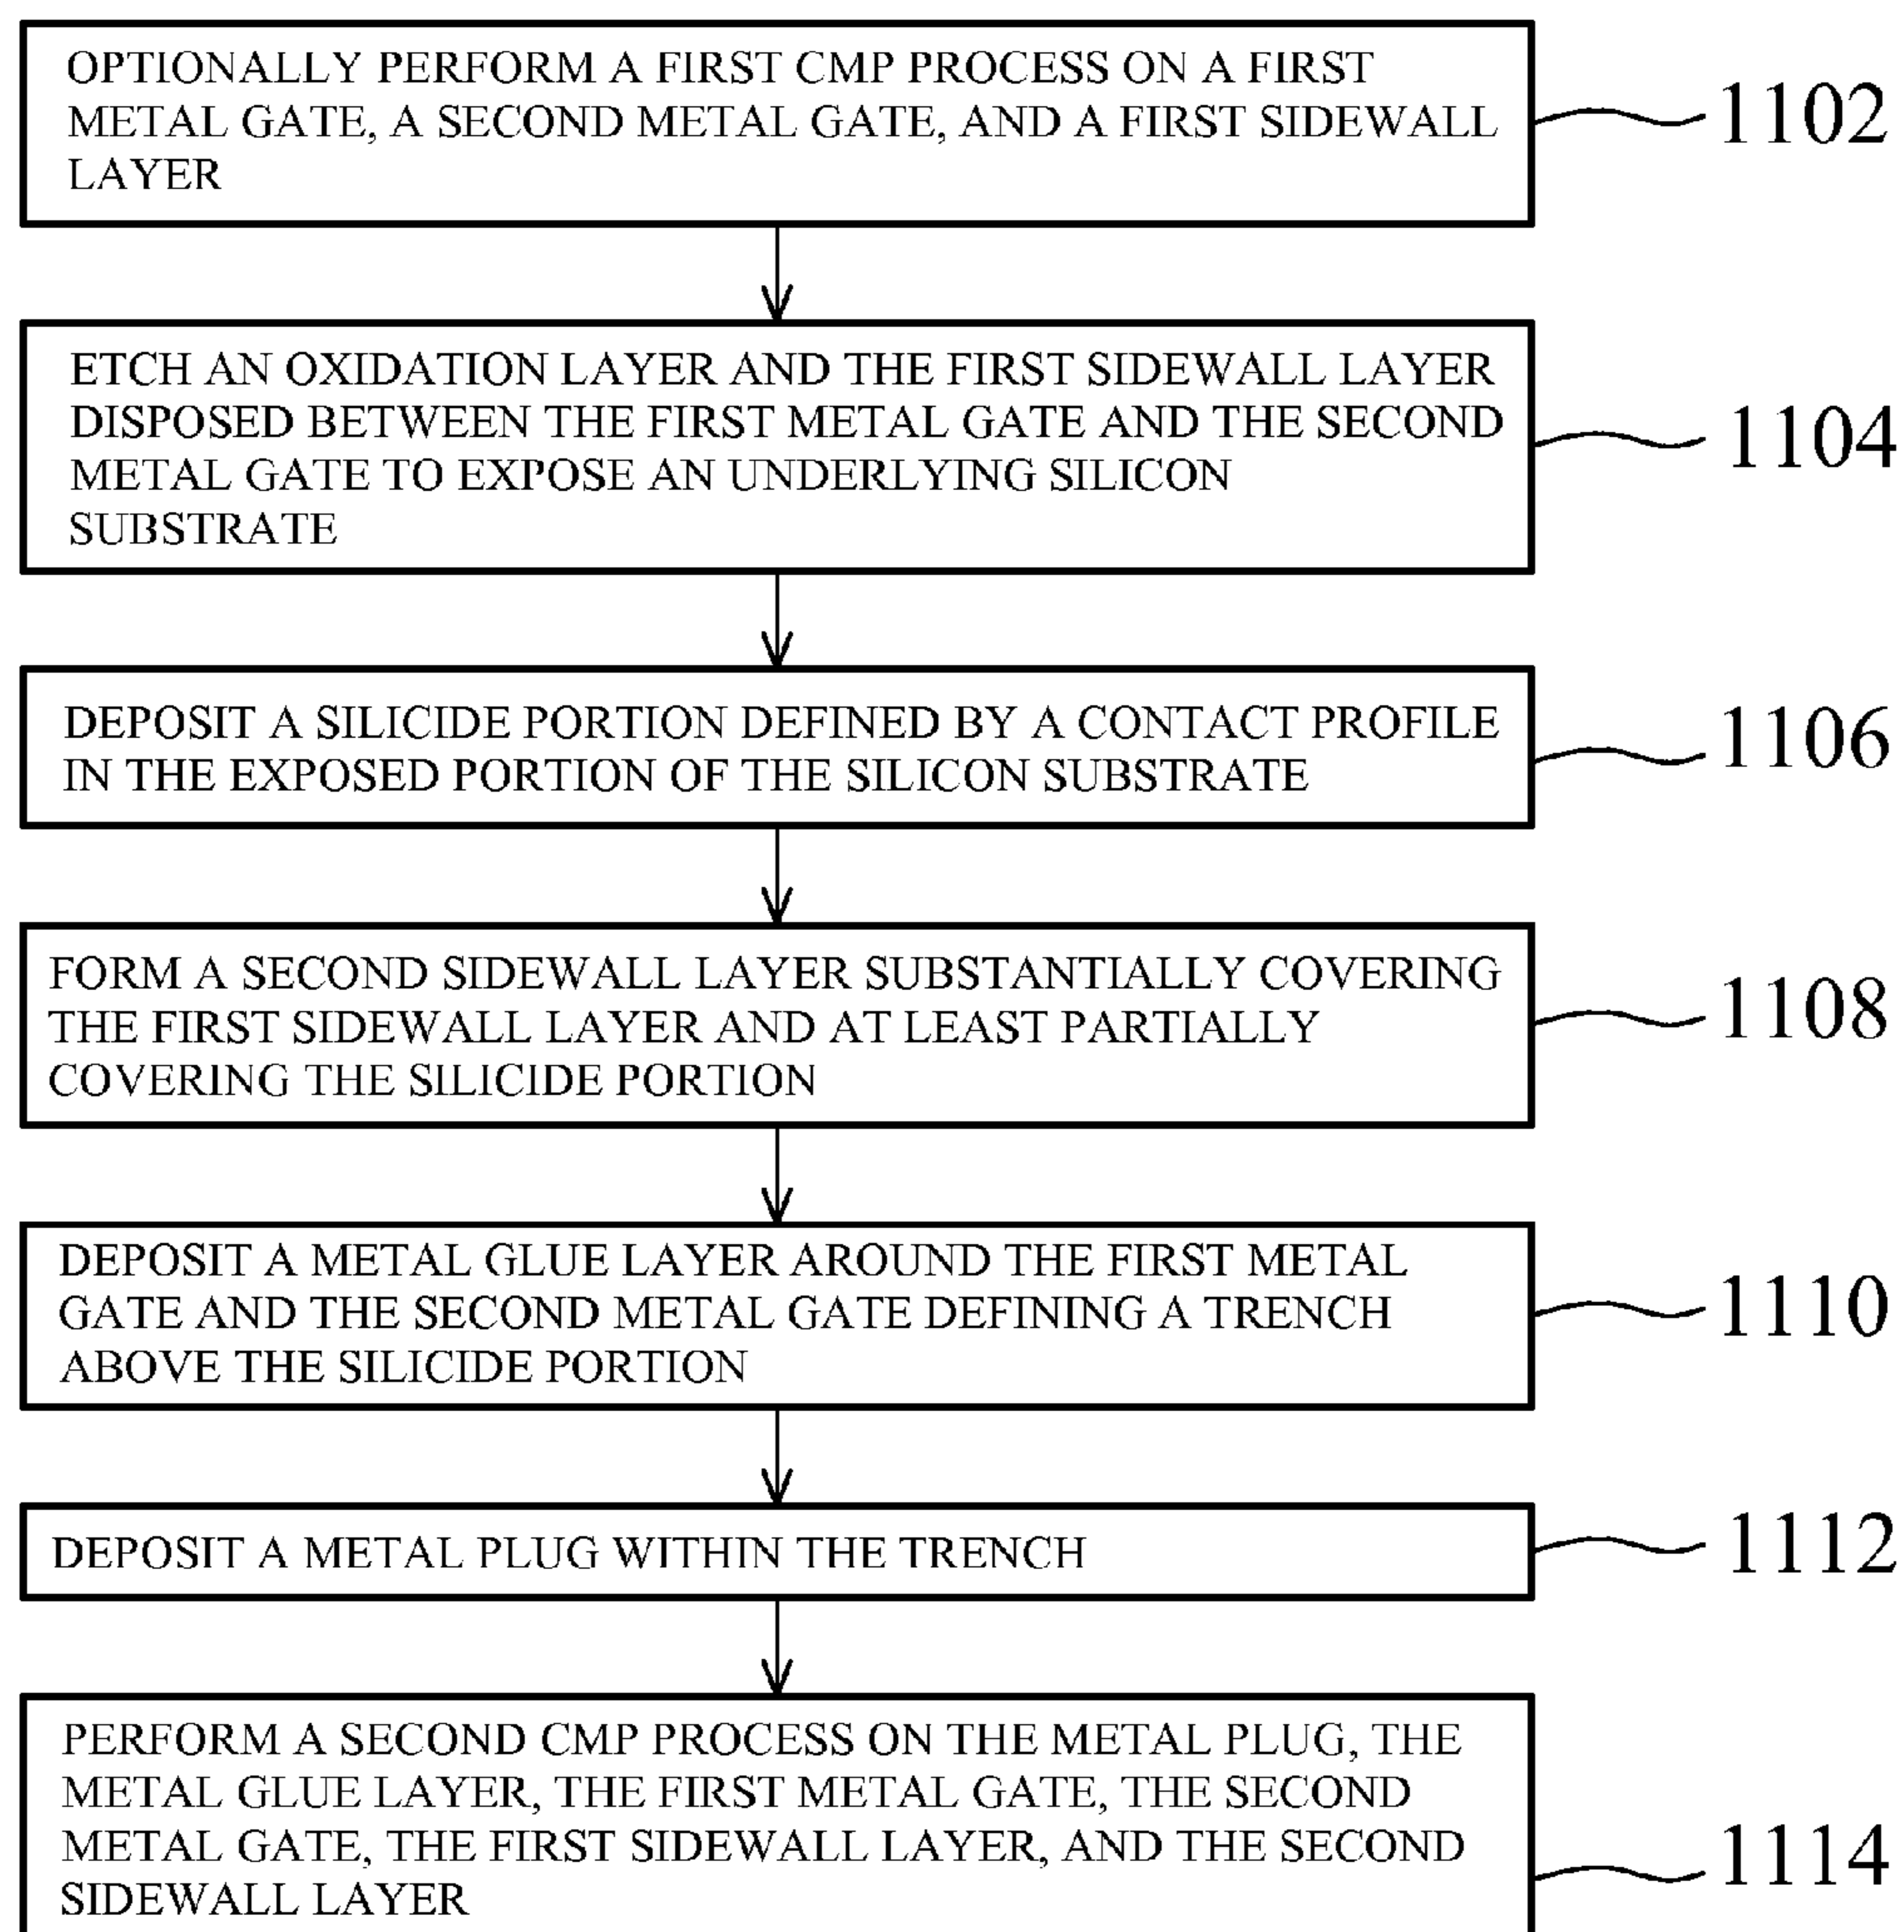 OPTIONALLY PERFORM A FIRST CMP PROCESS ON A FIRST
METAL GATE, A SECOND METAL GATE, AND A FIRST SIDEWALL
LAYER
1102
ETCH AN OXIDATION LAYER AND THE FIRST SIDEWALL LAYER
DISPOSED BETWEEN THE FIRST METAL GATE AND THE SECOND
METAL GATE TO EXPOSE AN UNDERLYING SILICON
SUBSTRATE
1104
DEPOSIT A SILICIDE PORTION DEFINED BY A CONTACT PROFILE
IN THE EXPOSED PORTION OF THE SILICON SUBSTRATE
1106
FORM A SECOND SIDEWALL LAYER SUBSTANTIALLY COVERING
THE FIRST SIDEWALL LAYER AND AT LEAST PARTIALLY
COVERING THE SILICIDE PORTION
1108
DEPOSIT A METAL GLUE LAYER AROUND THE FIRST METAL
GATE AND THE SECOND METAL GATE DEFINING A TRENCH
ABOVE THE SILICIDE PORTION
1110
DEPOSIT A METAL PLUG WITHIN THE TRENCH
1112
PERFORM A SECOND CMP PROCESS ON THE METAL PLUG, THE
METAL GLUE LAYER, THE FIRST METAL GATE, THE SECOND
METAL GATE, THE FIRST SIDEWALL LAYER, AND THE SECOND
SIDEWALL LAYER
1114